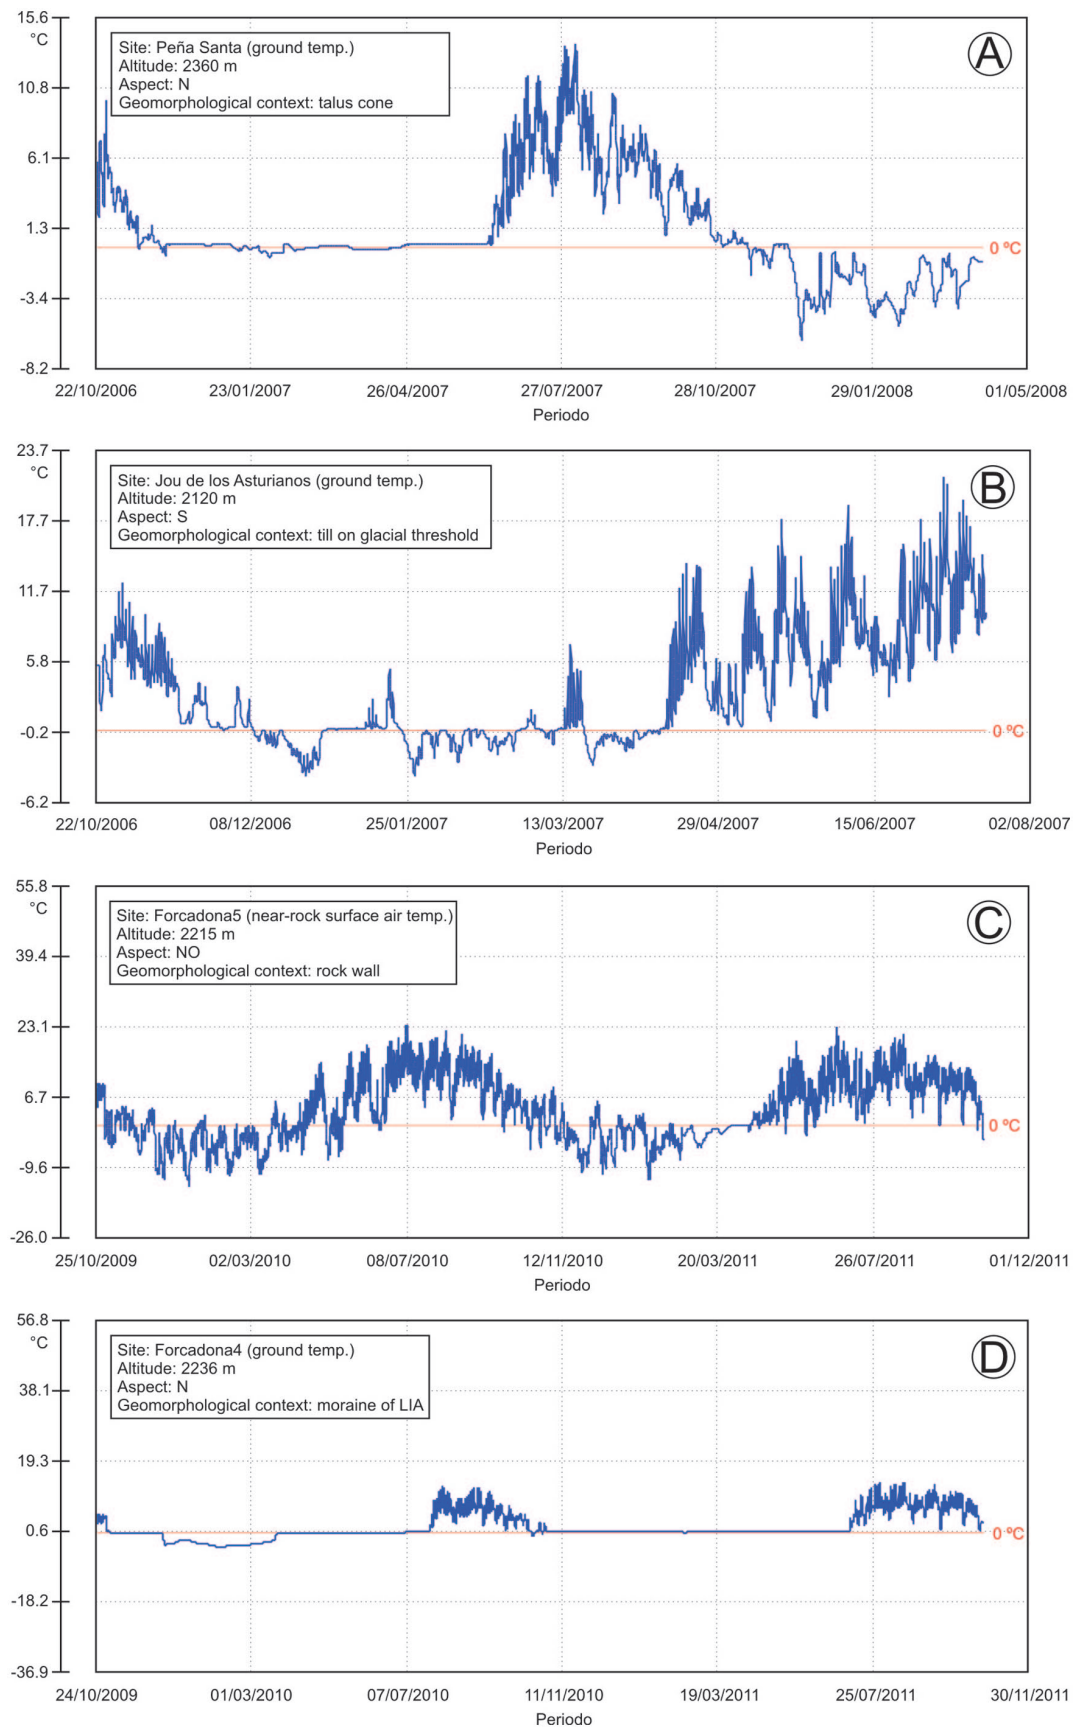 15.6
°C
10.8
6.1
1.3
-3.4
-8.2
Site: Peña Santa (ground temp.)
Altitude: 2360 m
Aspect: N
Geomorphological context: talus cone
A
0 ºC
22/10/2006 23/01/2007 26/04/2007 27/07/2007 28/10/2007 29/01/2008 01/05/2008
Periodo
23.7
°C
17.7
11.7
5.8
-0.2
-6.2
Site: Jou de los Asturianos (ground temp.)
Altitude: 2120 m
Aspect: S
Geomorphological context: till on glacial threshold
B
0 ºC
22/10/2006 08/12/2006 25/01/2007 13/03/2007 29/04/2007 15/06/2007 02/08/2007
Periodo
55.8
°C
39.4
23.1
6.7
-9.6
-26.0
Site: Forcadona5 (near-rock surface air temp.)
Altitude: 2215 m
Aspect: NO
Geomorphological context: rock wall
C
0 ºC
25/10/2009 02/03/2010 08/07/2010 12/11/2010 20/03/2011 26/07/2011 01/12/2011
Periodo
56.8
°C
38.1
19.3
0.6
-18.2
-36.9
Site: Forcadona4 (ground temp.)
Altitude: 2236 m
Aspect: N
Geomorphological context: moraine of LIA
D
0 ºC
24/10/2009 01/03/2010 07/07/2010 11/11/2010 19/03/2011 25/07/2011 30/11/2011
Periodo